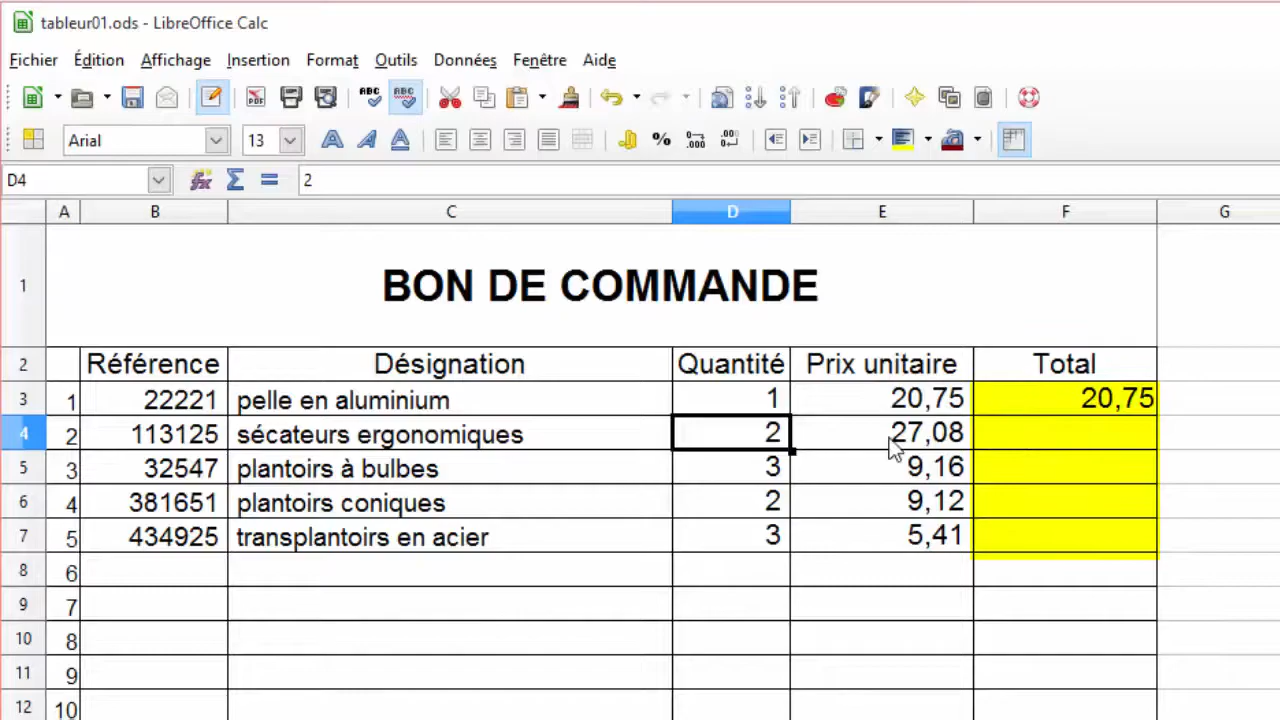 tableur01.ods - LibreOffice Calc
Fichier Édition Affichage Insertion Format Outils Données Fenêtre Aide
PDF ABC ABC
Arial 13 % 
D4 2
A B C D E F G
1 BON DE COMMANDE
2 Référence Désignation Quantité Prix unitaire Total
3 1 22221 pelle en aluminium 1 20,75 20,75
4 2 113125 sécateurs ergonomiques 2 27,08
5 3 32547 plantoirs à bulbes 3 9,16
6 4 381651 plantoirs coniques 2 9,12
7 5 434925 transplantoirs en acier 3 5,41
8 6
9 7
10 8
11 9
12 10